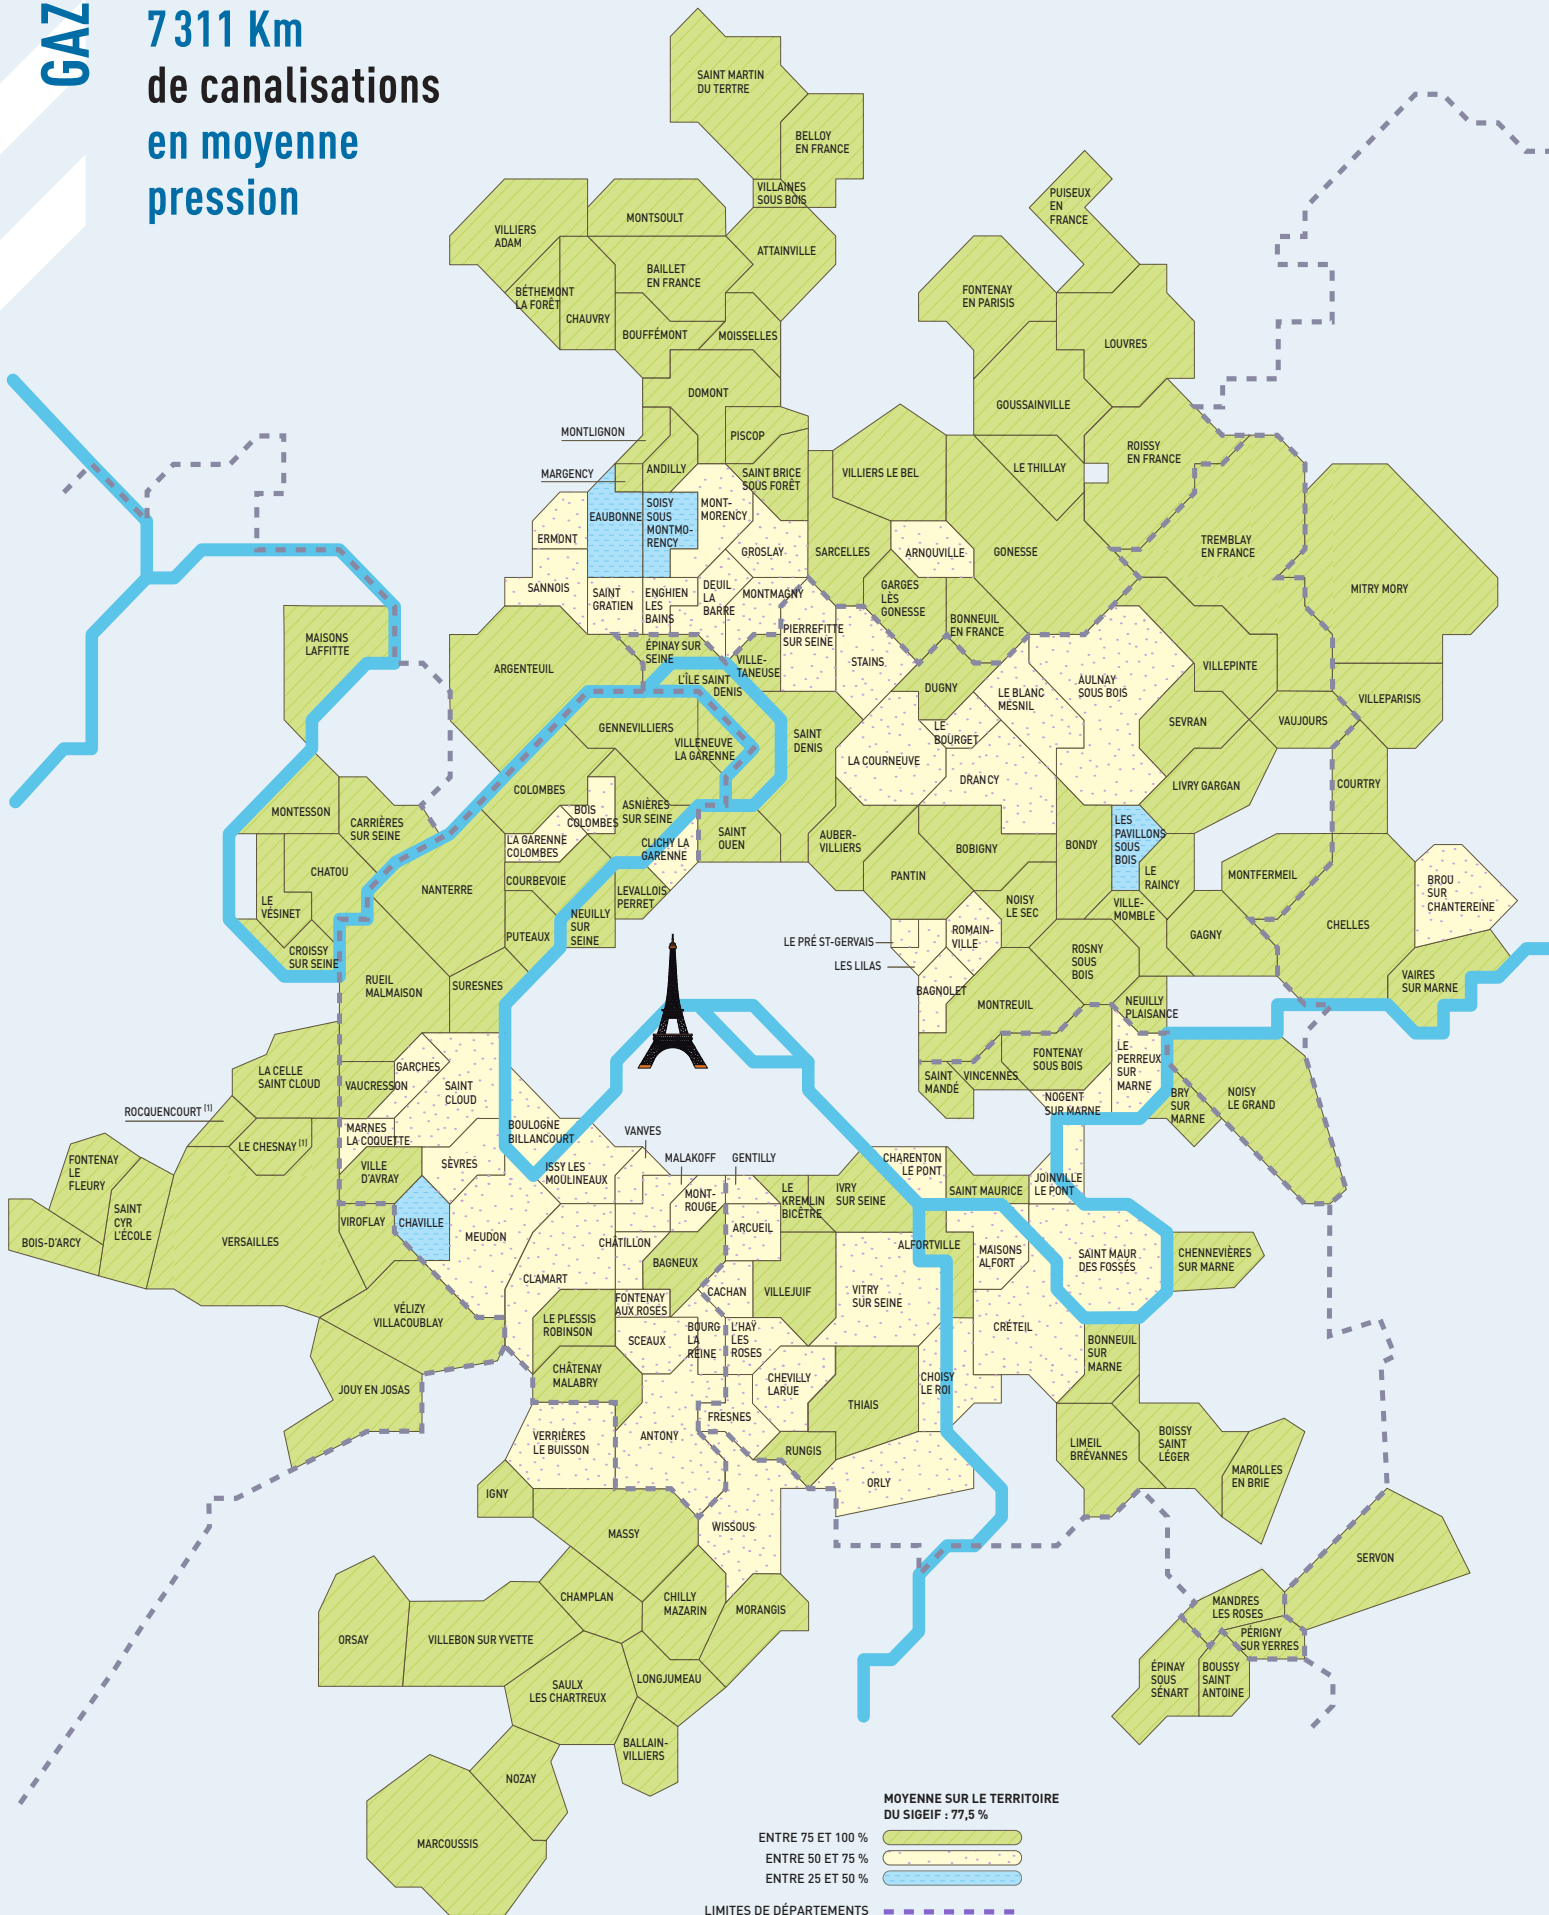 GAZ
7 311 Km
de canalisations
en moyenne
pression
SAINT MARTIN
DU TERTRE
BELLOY
EN FRANCE
VILLAINES
SOUS BOIS
PUISEUX
EN
FRANCE
MONTSOULT
VILLIERS
ADAM
ATTAINVILLE
BAILLET
EN FRANCE
BÉTHEMONT
LA FORÊT
CHAUVRY
FONTENAY
EN PARISIS
BOUFFÉMONT
MOISSELLES
LOUVRES
DOMONT
GOUSSAINVILLE
MONTLIGNON
PISCOP
ROISSY
EN FRANCE
MARGENCY
ANDILLY
SAINT BRICE
SOUS FORÊT
VILLIERS LE BEL
LE THILLAY
EAUBONNE
SOISY
SOUS
MONTMO-
RENCY
MONT-
MORENCY
ERMONT
GROSLAY
SARCELLES
ARNOUVILLE
GONESSE
TREMBLAY
EN FRANCE
MITRY MORY
SANNOIS
SAINT
GRATIEN
ENGHIEN
LES
BAINS
DEUIL
LA
BARRE
MONTMAGNY
GARGES
LÈS
GONESSE
BONNEUIL
EN FRANCE
MAISONS
LAFFITTE
PIERREFITTE
SUR SEINE
ARGENTEUIL
ÉPINAY SUR
SEINE
VILLE-
TANEUSE
STAINS
VILLEPINTE
L'ÎLE SAINT
DENIS
DUGNY
LE BLANC
MESNIL
AULNAY
SOUS BOIS
VILLEPARISIS
GENNEVILLIERS
VILLENEUVE
LA GARENNE
SAINT
DENIS
LE
BOURGET
SEVRAN
VAUJOURS
LA COURNEUVE
DRANCY
COLOMBES
LIVRY GARGAN
COURTRY
MONTESSON
CARRIÈRES
SUR SEINE
BOIS
COLOMBES
ASNIÈRES
SUR SEINE
LA GARENNE
COLOMBES
CLICHY LA
GARENNE
SAINT
OUEN
AUBER-
VILLIERS
BOBIGNY
BONDY
LES
PAVILLONS
SOUS
BOIS
CHATOU
NANTERRE
COURBEVOIE
LEVALLOIS
PERRET
PANTIN
LE
RAINCY
MONTFERMEIL
BROU
SUR
CHANTEREINE
LE
VÉSINET
NOISY
LE SEC
VILLE-
MOMBLE
CHELLES
PUTEAUX
NEUILLY
SUR
SEINE
LE PRÉ ST-GERVAIS
ROMAIN-
VILLE
GAGNY
CROISSY
SUR SEINE
LES LILAS
ROSNY
SOUS
BOIS
RUEIL
MALMAISON
SURESNES
BAGNOLET
MONTREUIL
NEUILLY
PLAISANCE
VAIRES
SUR MARNE
GARCHES
LE
PERREUX
SUR
MARNE
FONTENAY
SOUS BOIS
LA CELLE
SAINT CLOUD
VAUCRESSON
SAINT
CLOUD
SAINT
MANDÉ
VINCENNES
NOGENT
SUR MARNE
BRY
SUR
MARNE
NOISY
LE GRAND
ROCQUENCOURT (1)
MARNES
LA COQUETTE
BOULOGNE
BILLANCOURT
VANVES
LE CHESNAY (1)
MALAKOFF
GENTILLY
CHARENTON
LE PONT
FONTENAY
LE
FLEURY
VILLE
D'AVRAY
SÈVRES
ISSY LES
MOULINEAUX
MONT-
ROUGE
LE
KREMLIN
BICÊTRE
IVRY
SUR SEINE
SAINT MAURICE
JOINVILLE
LE PONT
SAINT
CYR
L'ÉCOLE
VIROFLAY
CHAVILLE
ARCUEIL
BOIS-D'ARCY
VERSAILLES
MEUDON
CHÂTILLON
ALFORTVILLE
MAISONS
ALFORT
SAINT MAUR
DES FOSSÉS
CHENNEVIÈRES
SUR MARNE
BAGNEUX
CLAMART
CACHAN
VILLEJUIF
VITRY
SUR SEINE
FONTENAY
AUX ROSES
VÉLIZY
VILLACOUBLAY
LE PLESSIS
ROBINSON
SCEAUX
BOURG
LA
REINE
L'HAŸ
LES
ROSES
CRÉTEIL
BONNEUIL
SUR
MARNE
JOUY EN JOSAS
CHÂTENAY
MALABRY
CHEVILLY
LARUE
CHOISY
LE ROI
THIAIS
FRESNES
VERRIÈRES
LE BUISSON
ANTONY
RUNGIS
LIMEIL
BRÉVANNES
BOISSY
SAINT
LÉGER
MAROLLES
EN BRIE
IGNY
ORLY
MASSY
WISSOUS
SERVON
CHAMPLAN
CHILLY
MAZARIN
MORANGIS
MANDRES
LES ROSES
ORSAY
VILLEBON SUR YVETTE
PÉRIGNY
SUR YERRES
SAULX
LES CHARTREUX
LONGJUMEAU
ÉPINAY
SOUS
SÉNART
BOUSSY
SAINT
ANTOINE
BALLAIN-
VILLIERS
NOZAY
MARCOUSSIS
MOYENNE SUR LE TERRITOIRE
DU SIGEIF : 77,5 %
ENTRE 75 ET 100 %
ENTRE 50 ET 75 %
ENTRE 25 ET 50 %
LIMITES DE DÉPARTEMENTS